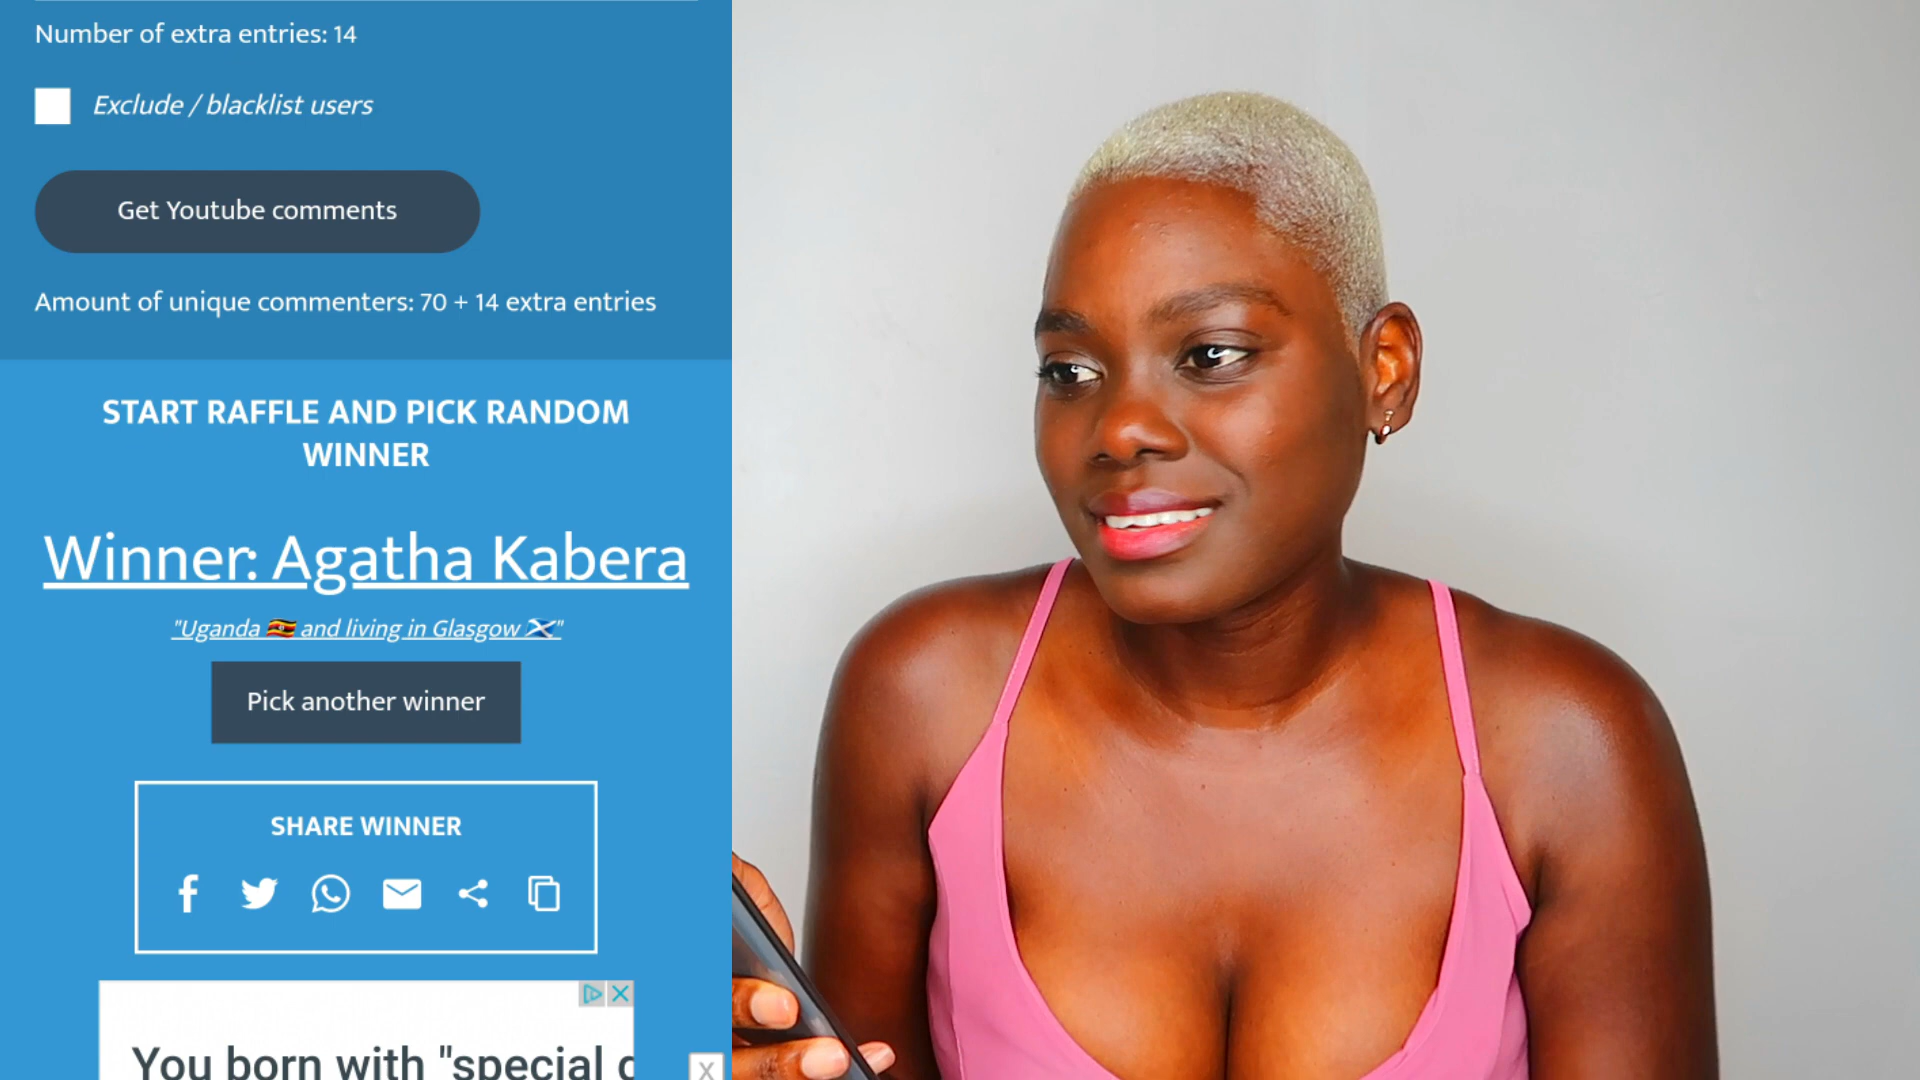 Number of extra entries: 14
Exclude / blacklist users
Get Youtube comments
Amount of unique commenters: 70 + 14 extra entries
START RAFFLE AND PICK RANDOM
WINNER
Winner: Agatha Kabera
"Uganda 🇺🇬 and living in Glasgow 🏴󠁧󠁢󠁳󠁣󠁴󠁿"
Pick another winner
SHARE WINNER
You born with "special
X